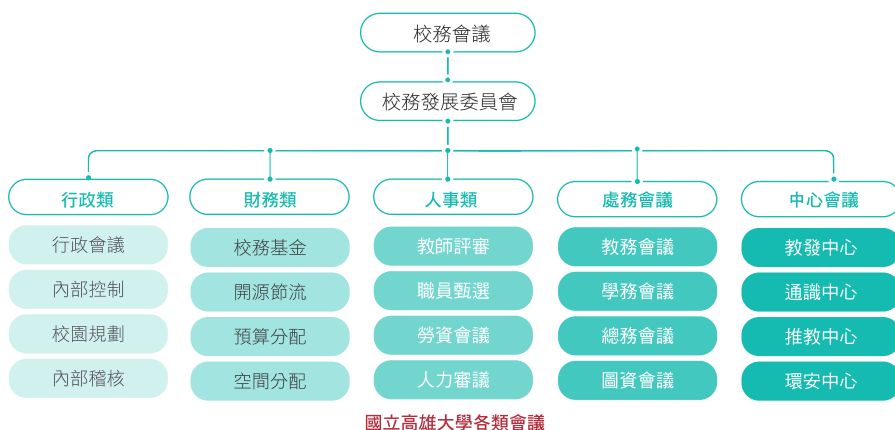 校務會議
校務發展委員會
行政類
財務類
人事類
處務會議
中心會議
行政會議
校務基金
教師評審
教務會議
教發中心
內部控制
開源節流
職員甄選
學務會議
通識中心
校園規劃
預算分配
勞資會議
總務會議
推教中心
內部稽核
空間分配
人力審議
圖資會議
環安中心
國立高雄大學各類會議